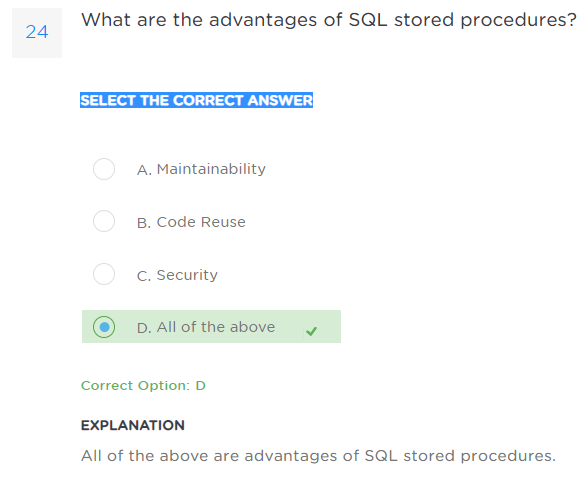 24
What are the advantages of SQL stored procedures?
SELECT THE CORRECT ANSWER
A. Maintainability
B. Code Reuse
C. Security
D. All of the above
Correct Option: D
EXPLANATION
All of the above are advantages of SQL stored procedures.